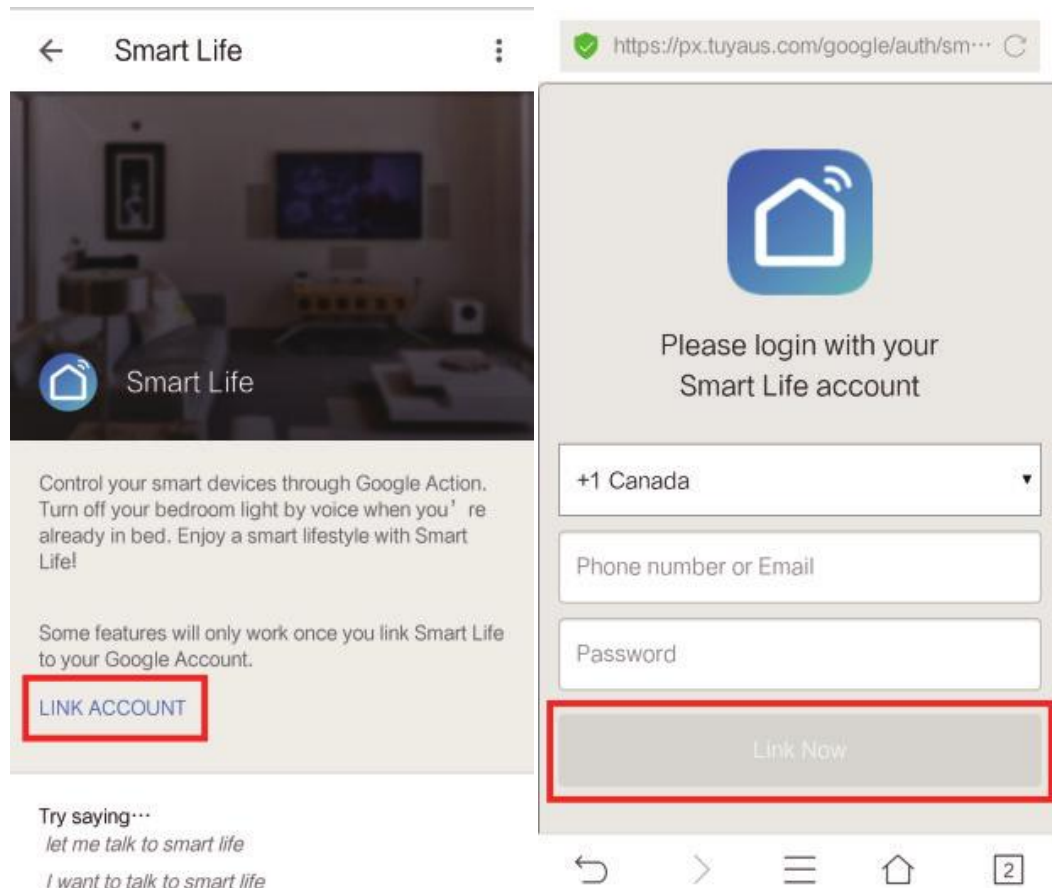 Smart Life
Smart Life
Control your smart devices through Google Action.
Turn off your bedroom light by voice when you’ re
already in bed. Enjoy a smart lifestyle with Smart
Life!
Some features will only work once you link Smart Life
to your Google Account.
LINK ACCOUNT
Try saying···
let me talk to smart life
I want to talk to smart life
https://px.tuyaus.com/google/auth/sm···
Please login with your
Smart Life account
+1 Canada
Phone number or Email
Password
Link Now
2